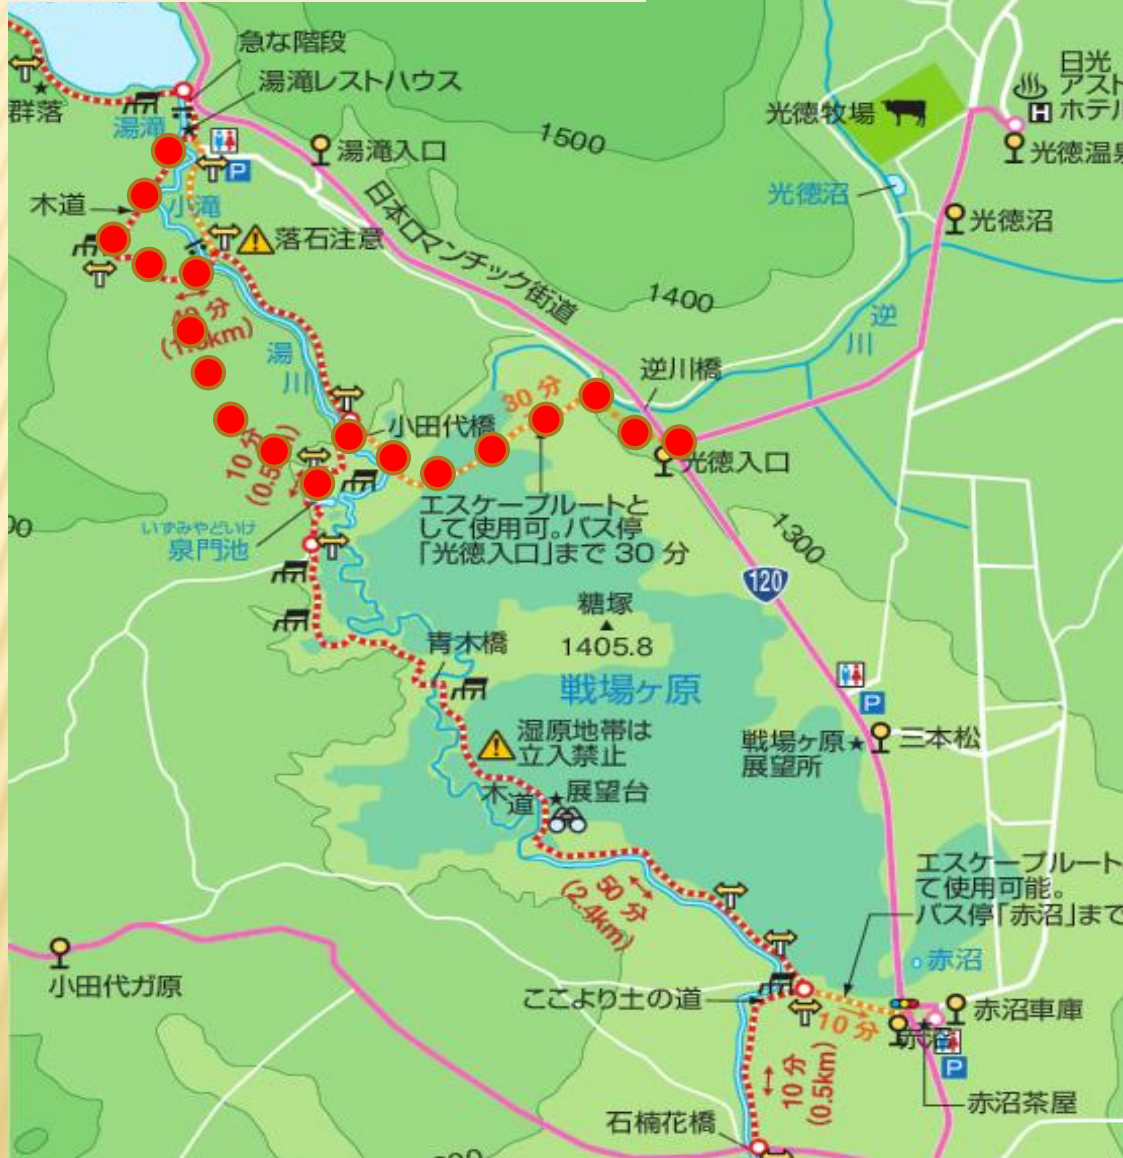 急な階段
湯滝レストハウス
群落
湯滝
P
湯滝入口
1500
光徳牧場
日光
アスト
H
ホテル
光徳温泉
木道
小滝
日本ロマンチック街道
光徳沼
光徳沼
落石注意
1400
分
湯川
逆川
30 分
逆川橋
小田代橋
10 分
光徳入口
エスケープルートと
して使用可。バス停
「光徳入口」まで 30 分
1300
120
いずみやどいけ
泉門池
糖塚
1405.8
青木橋
戦場ヶ原
P
湿原地帯は
立入禁止
戦場ヶ原
展望所
三本松
木道
展望台
50 分
(2.4km)
エスケープルート
て使用可能。
バス停「赤沼」まで
赤沼
小田代ガ原
ここより土の道
10 分
赤沼車庫
赤沼
P
10 分
(0.5km)
赤沼茶屋
石楠花橋